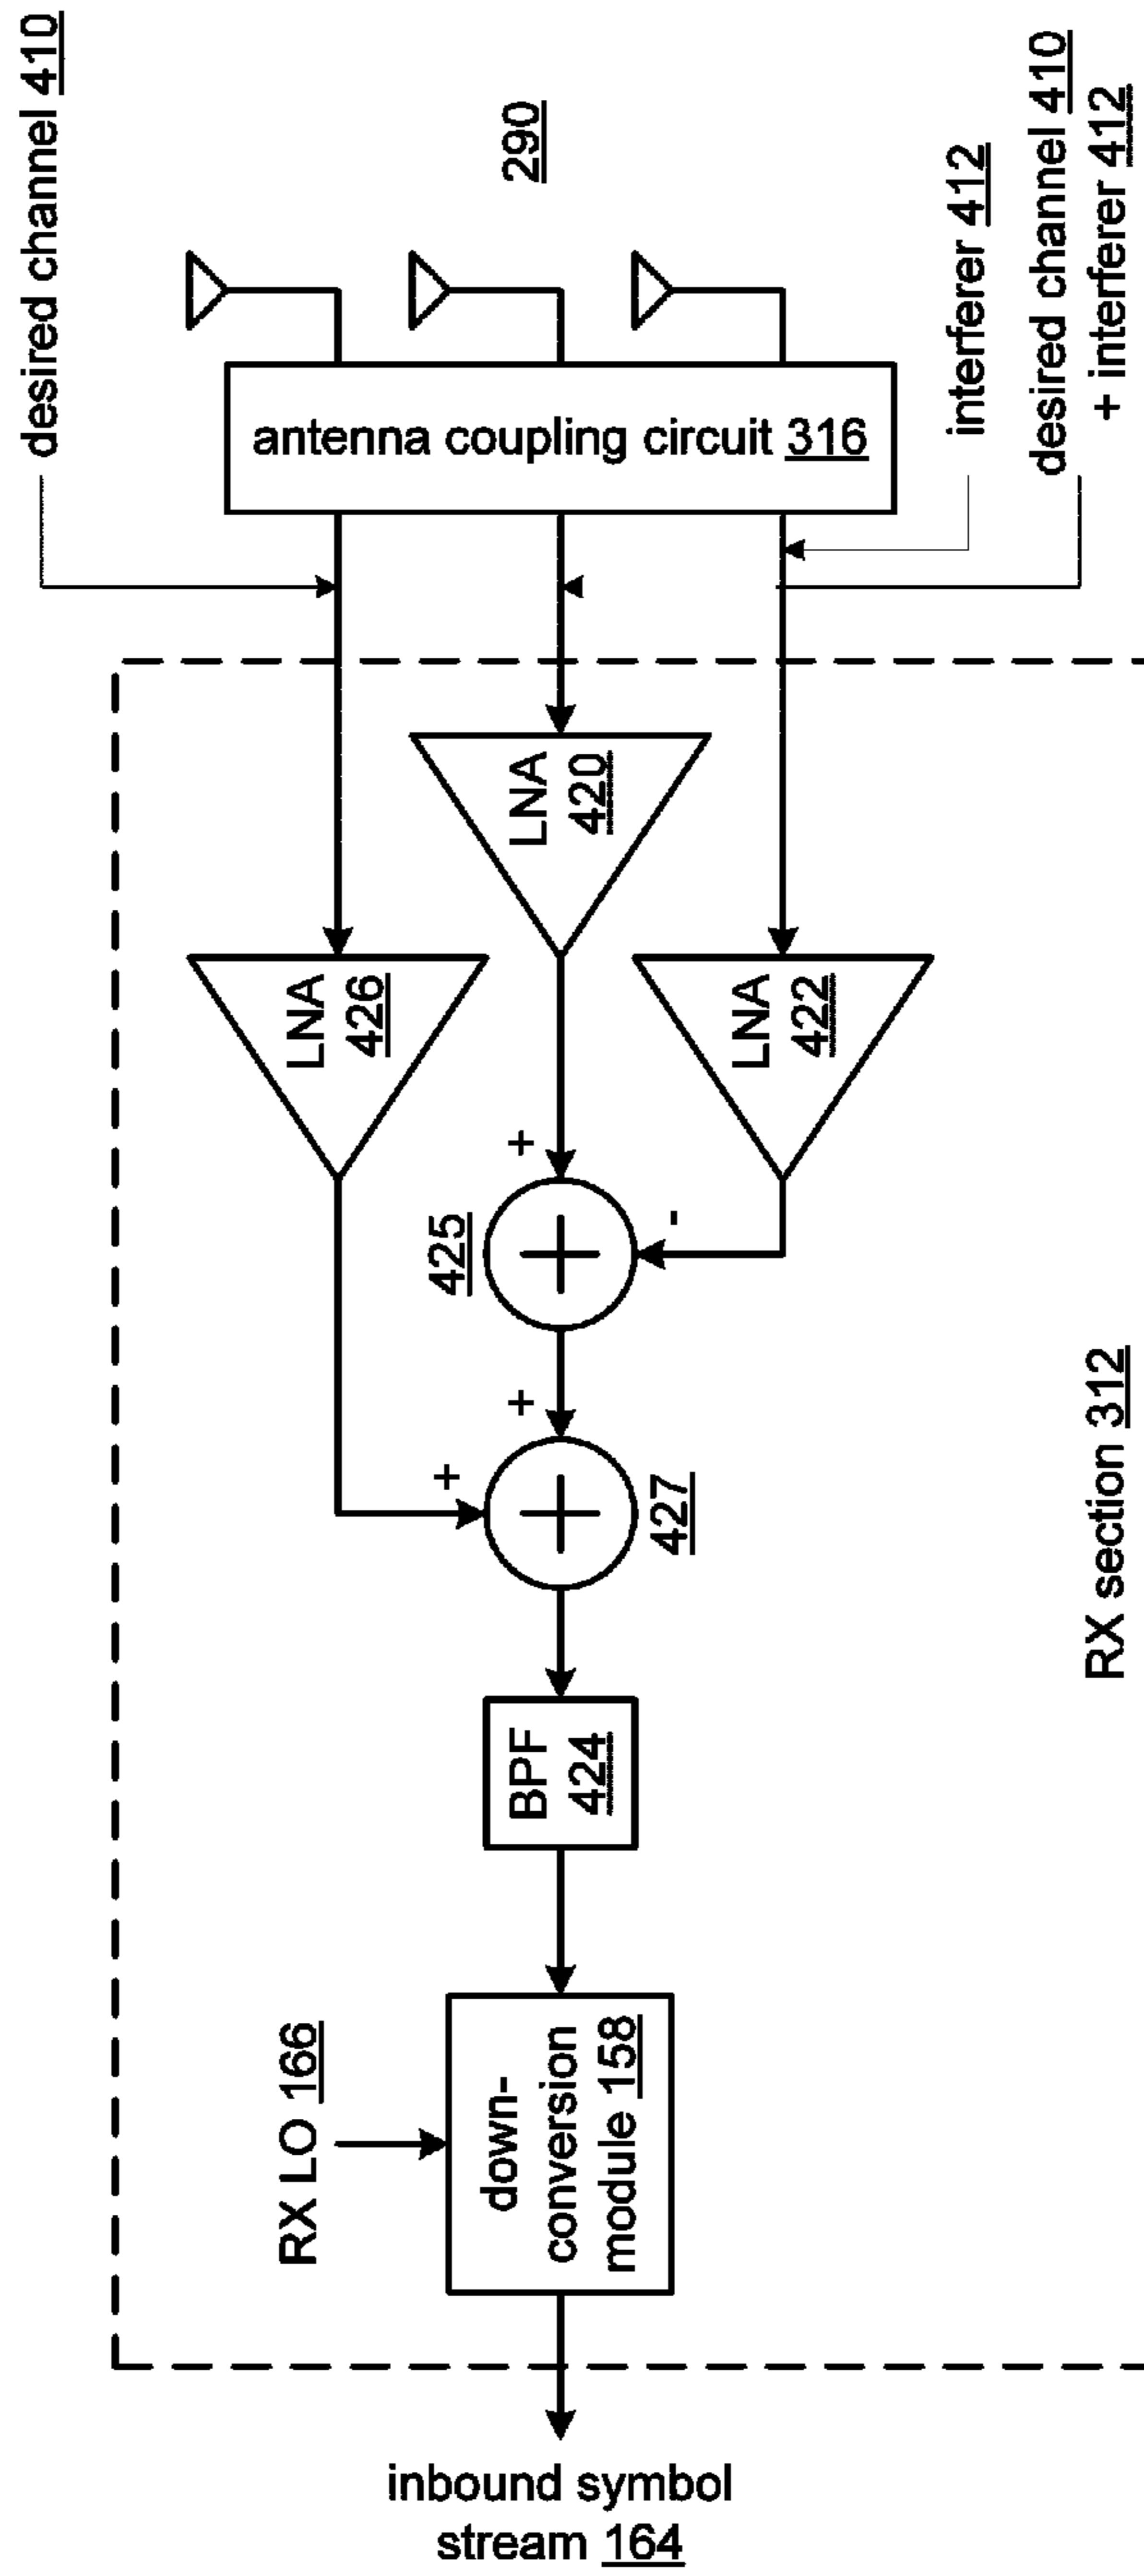 desired channel 410
290
antenna coupling circuit 316
interferer 412
desired channel 410
+ interferer 412
LNA
426
LNA
420
LNA
422
+
-
425
+
+
427
BPF
424
RX LO 166
down-
conversion
module 158
RX section 312
inbound symbol
stream 164